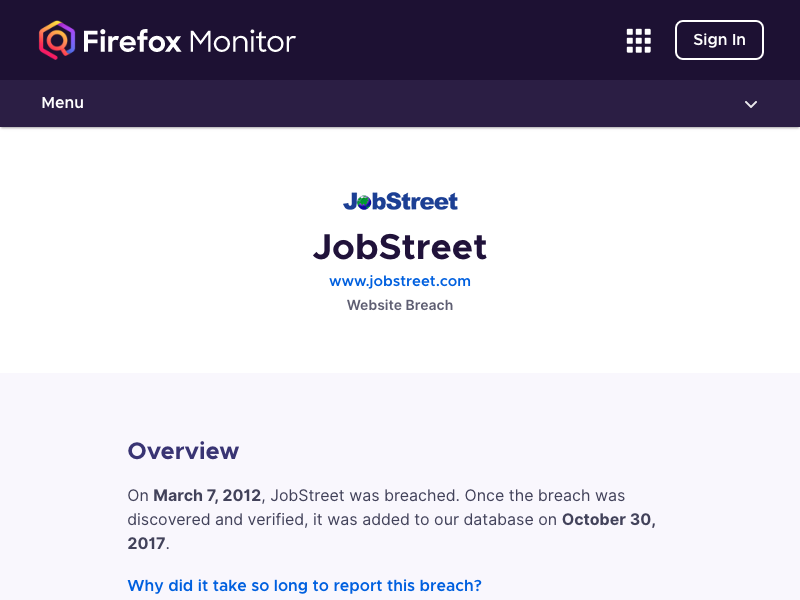 Firefox Monitor
Sign In
Menu
JobStreet
JobStreet
www.jobstreet.com
Website Breach
Overview
On March 7, 2012, JobStreet was breached. Once the breach was
discovered and verified, it was added to our database on October 30,
2017.
Why did it take so long to report this breach?